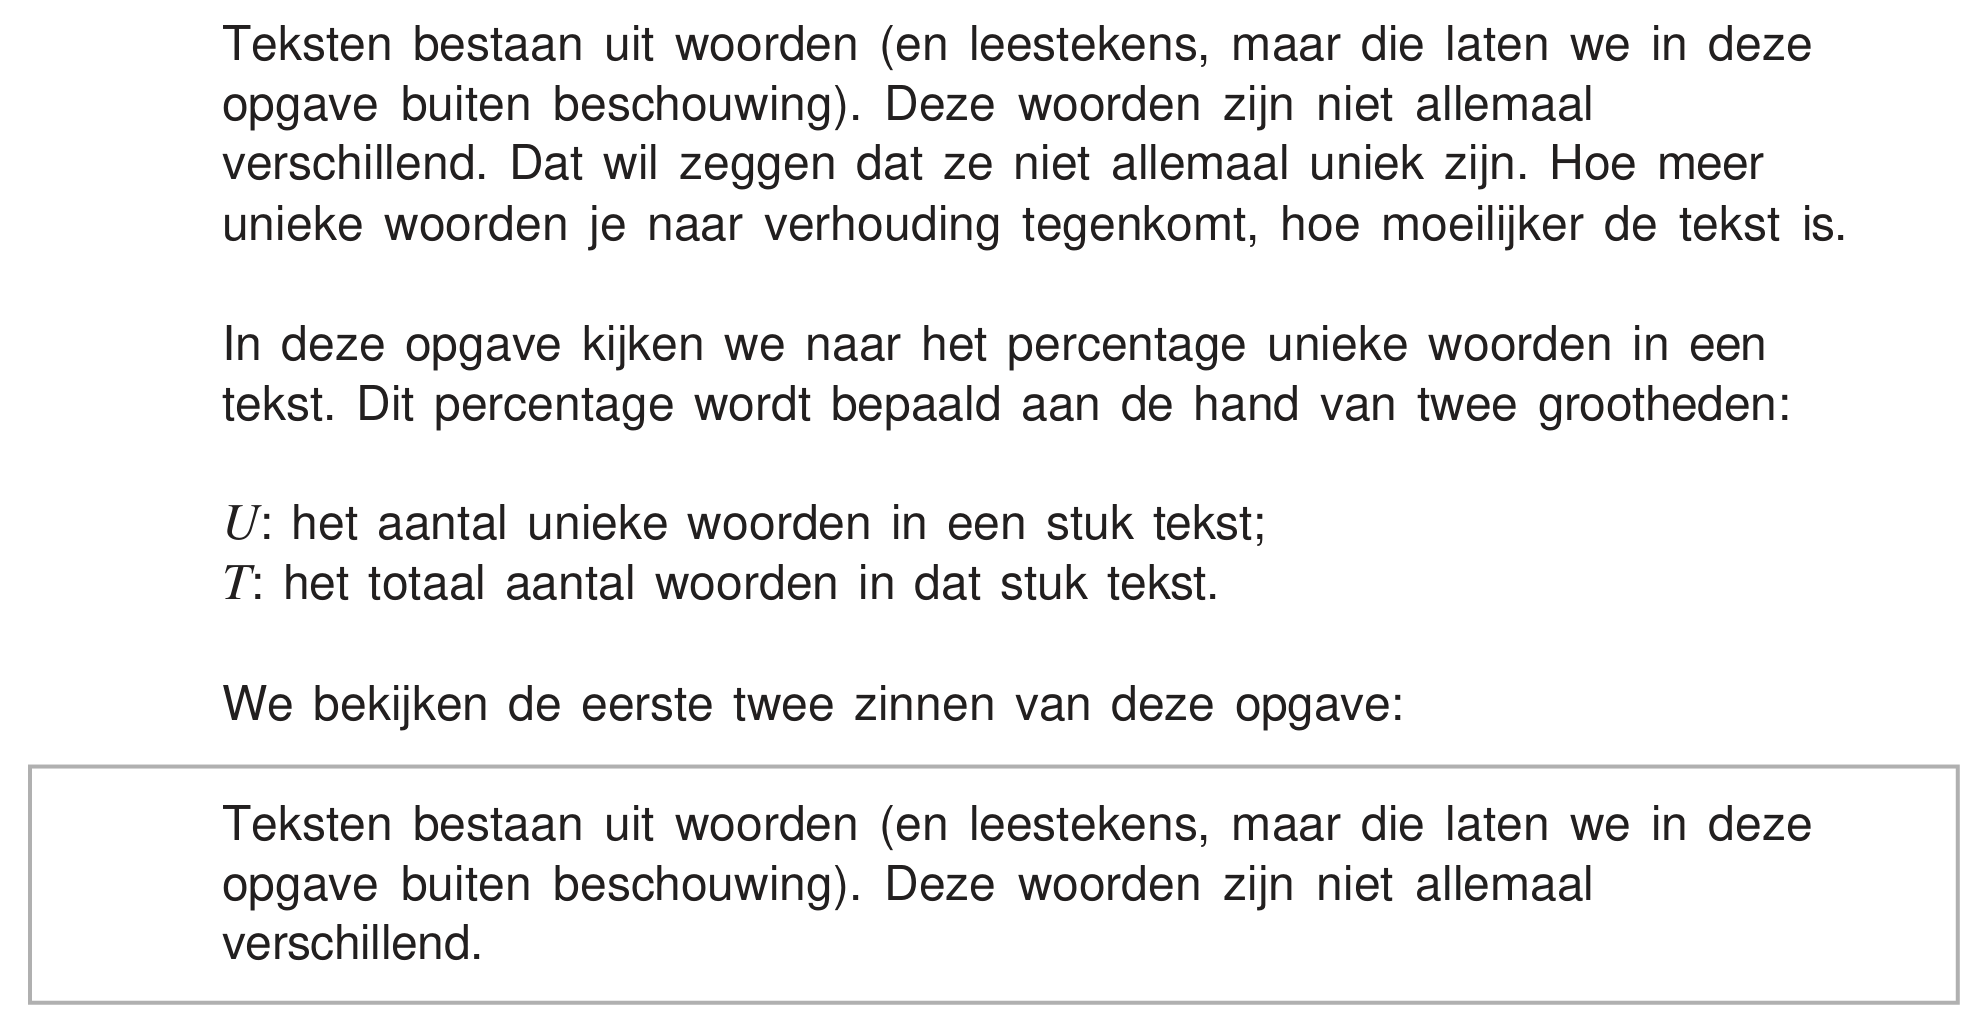 Teksten bestaan uit woorden (en leestekens, maar die laten we in deze
opgave buiten beschouwing). Deze woorden zijn niet allemaal
verschillend. Dat wil zeggen dat ze niet allemaal uniek zijn. Hoe meer
unieke woorden je naar verhouding tegenkomt, hoe moeilijker de tekst is.
In deze opgave kijken we naar het percentage unieke woorden in een
tekst. Dit percentage wordt bepaald aan de hand van twee grootheden:
U: het aantal unieke woorden in een stuk tekst;
T: het totaal aantal woorden in dat stuk tekst.
We bekijken de eerste twee zinnen van deze opgave:
Teksten bestaan uit woorden (en leestekens, maar die laten we in deze
opgave buiten beschouwing). Deze woorden zijn niet allemaal
verschillend.